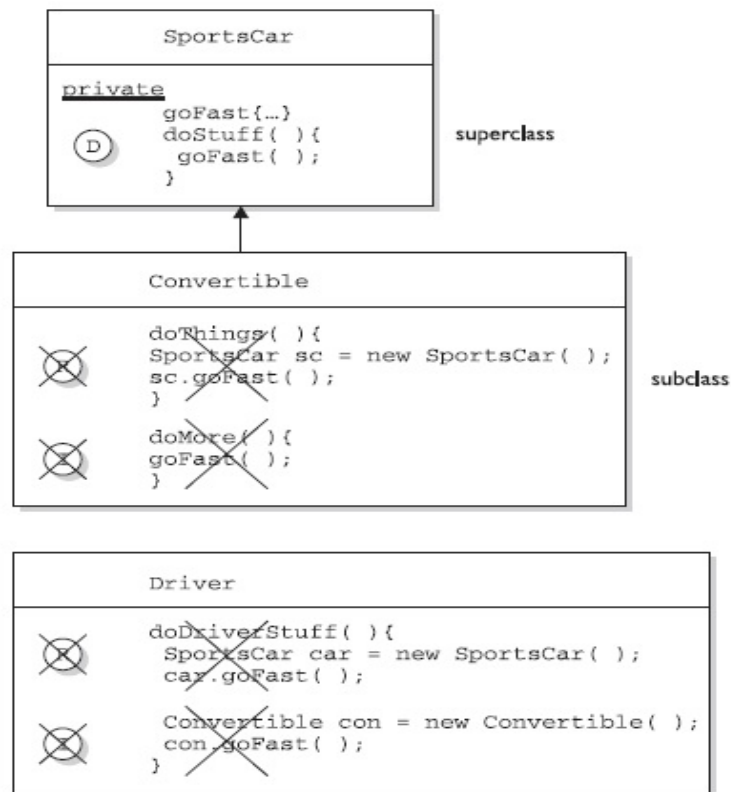 SportsCar
private
goFast{…}
D
doStuff( ){
goFast( );
}
superclass
Convertible
doThings( ){
SportsCar sc = new SportsCar( );
sc.goFast( );
}
subclass
doMore( ){
goFast( );
}
Driver
doDriverStuff( ){
SportsCar car = new SportsCar( );
car.goFast( );
Convertible con = new Convertible( );
con.goFast( );
}